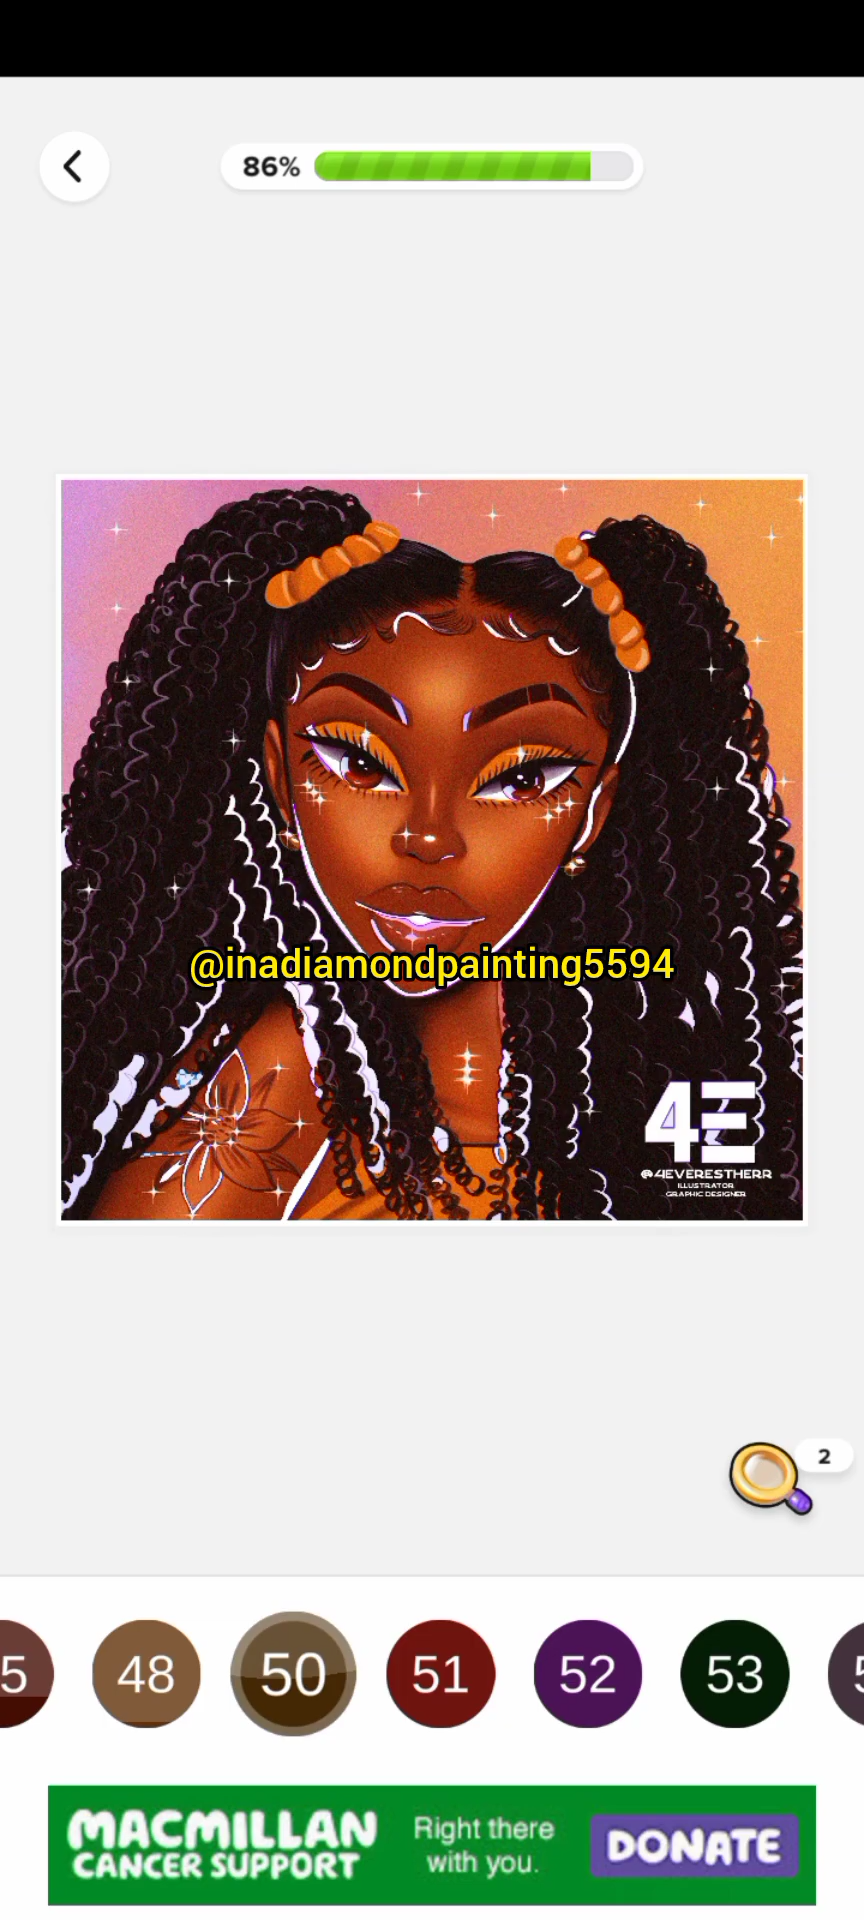 86%
@inadiamondpainting5594
4E
@4EVERESTHERR
ILLUSTRATOR
GRAPHIC DESIGNER
2
5 48 50 51 52 53 5
MACMILLAN
CANCER SUPPORT
Right there
with you.
DONATE